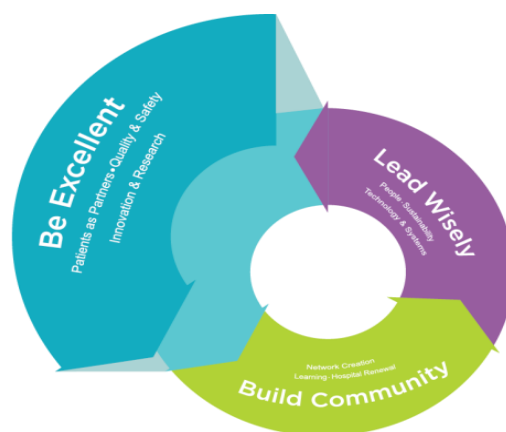 Be Excellent
Patients as Partners•Quality & Safety
Innovation & Research
Lead Wisely
People·Sustainability
Technology & Systems
Network Creation
Learning·Hospital Renewal
Build Community